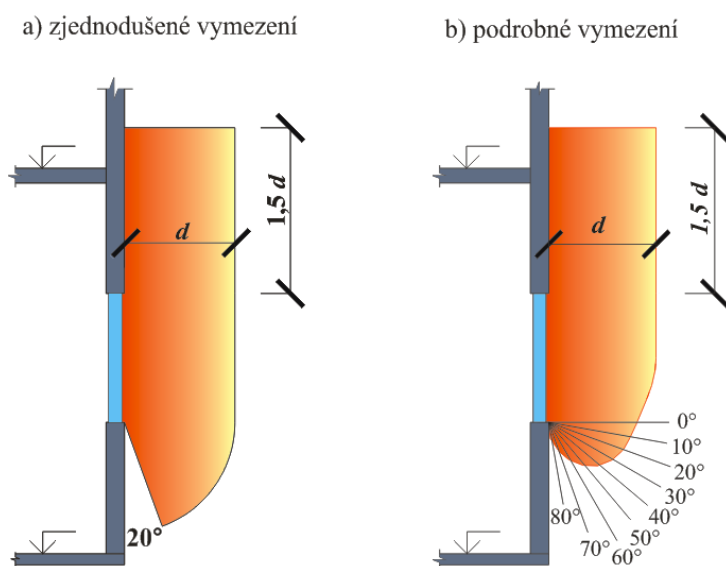 a) zjednodušené vymezení
b) podrobné vymezení
1,5 d
d
20°
1,5 d
d
0°
10°
20°
30°
40°
50°
60°
70°
80°